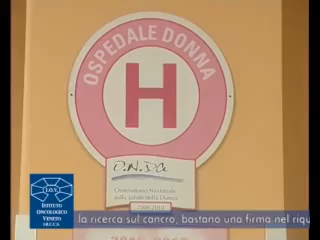 OSPEDALE DONNA
H
O.N.Da
Osservatorio Nazionale
sulla salute della Donna
I.O.V.
ISTITUTO
ONCOLOGICO
VENETO
I.R.C.C.S.
la ricerca sul cancro, bastano una firma nel riqu